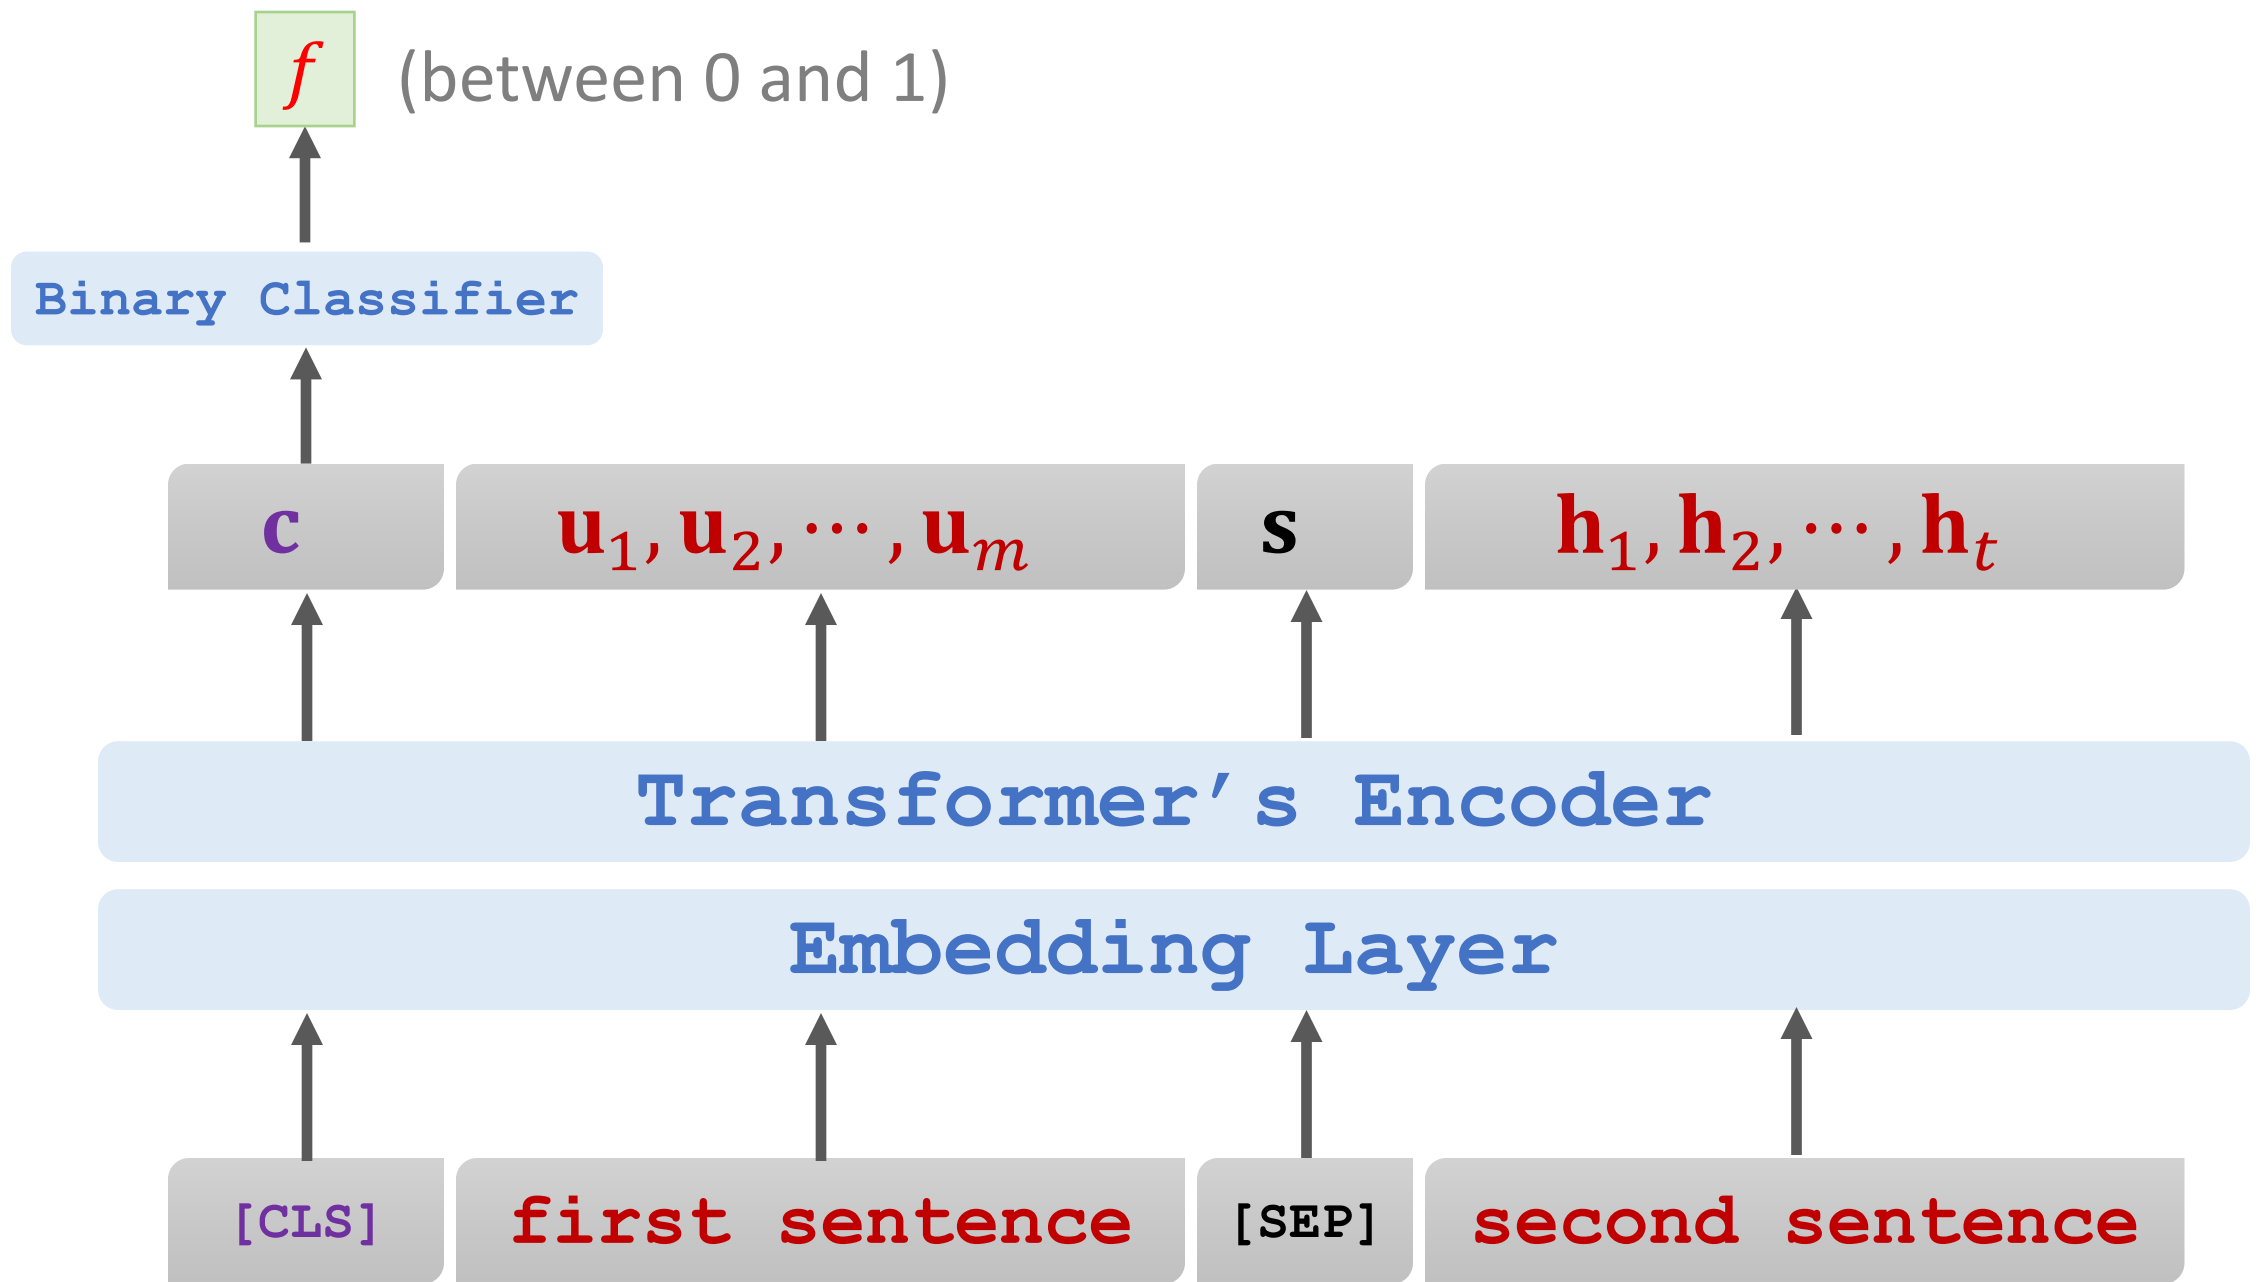 f (between 0 and 1)
Binary Classifier
c u₁, u₂, ⋯ , uₘ s h₁, h₂, ⋯ , hₜ
Transformer’s Encoder
Embedding Layer
[CLS] first sentence [SEP] second sentence